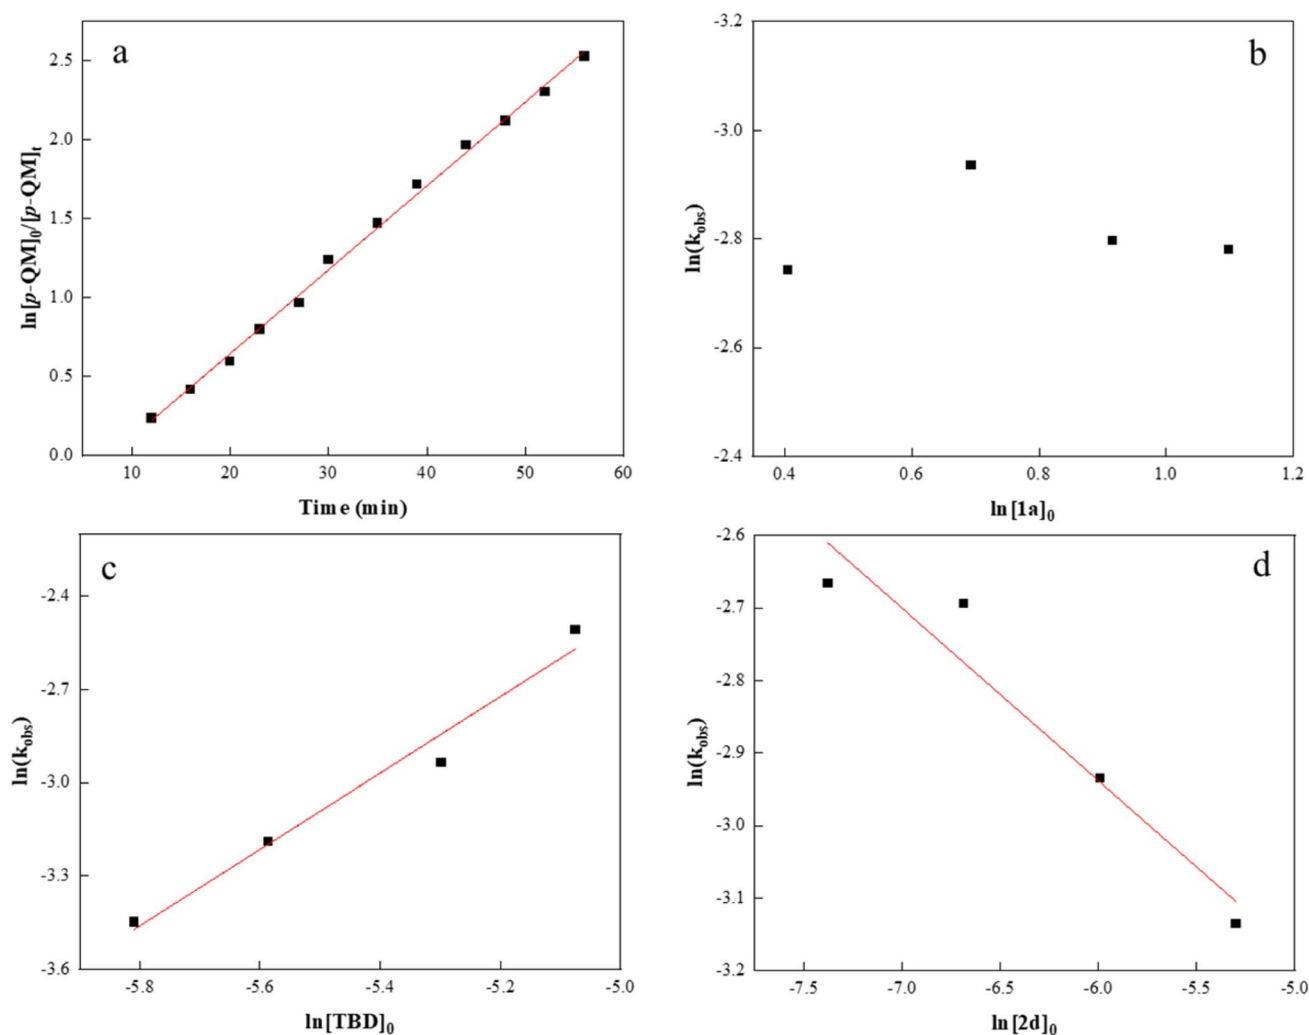 a
2.5
2.0
1.5
1.0
0.5
0.0
10 20 30 40 50 60
ln[p-QM]₀/[p-QM]ₜ
Time (min)
b
-3.2
-3.0
-2.8
-2.6
-2.4
0.4 0.6 0.8 1.0 1.2
ln(k_obs)
ln[1a]₀
c
-2.4
-2.7
-3.0
-3.3
-3.6
-5.8 -5.6 -5.4 -5.2 -5.0
ln(k_obs)
ln[TBD]₀
d
-2.6
-2.7
-2.8
-2.9
-3.0
-3.1
-3.2
-7.5 -7.0 -6.5 -6.0 -5.5 -5.0
ln(k_obs)
ln[2d]₀